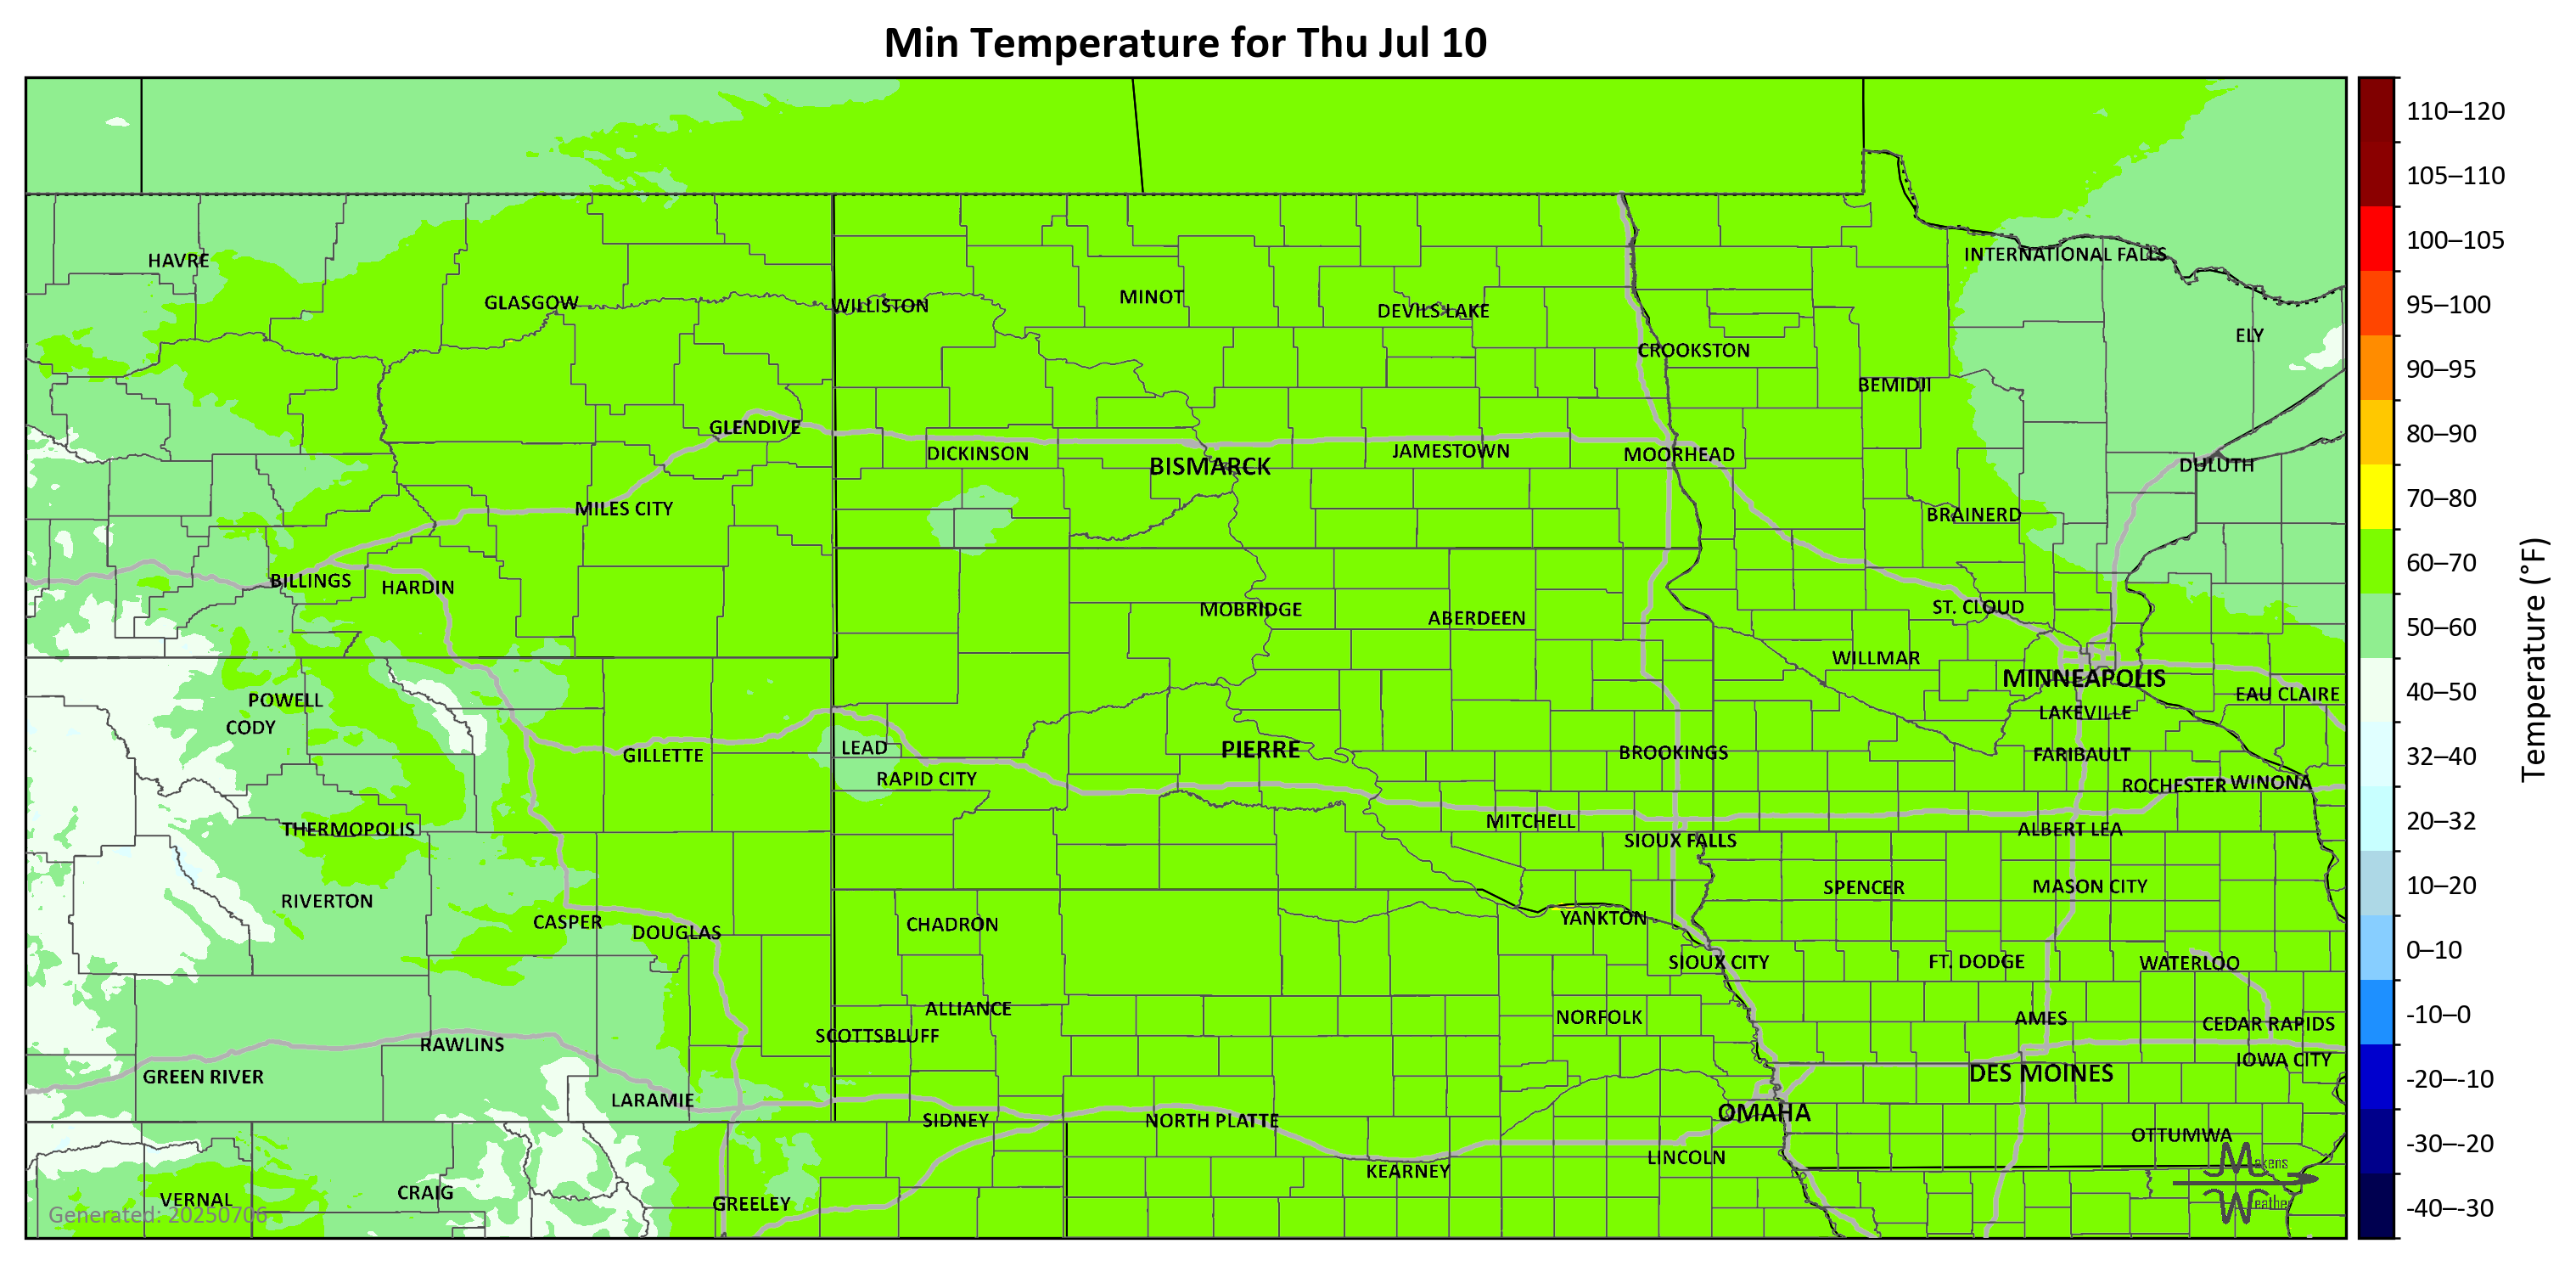 Min Temperature for Thu Jul 10
110–120
105–110
100–105
95–100
90–95
80–90
70–80
60–70
50–60
40–50
32–40
20–32
10–20
0–10
-10–0
-20–-10
-30–-20
-40–-30
Temperature (°F)
HAVRE
GLASGOW
WILLISTON
MINOT
DEVILS LAKE
INTERNATIONAL FALLS
ELY
CROOKSTON
BEMIDJI
GLENDIVE
DICKINSON
BISMARCK
JAMESTOWN
MOORHEAD
DULUTH
MILES CITY
BRAINERD
BILLINGS
HARDIN
MOBRIDGE
ABERDEEN
ST. CLOUD
WILLMAR
MINNEAPOLIS
EAU CLAIRE
POWELL
CODY
LAKEVILLE
GILLETTE
LEAD
PIERRE
BROOKINGS
FARIBAULT
RAPID CITY
ROCHESTER
WINONA
THERMOPOLIS
MITCHELL
SIOUX FALLS
ALBERT LEA
RIVERTON
SPENCER
MASON CITY
CASPER
DOUGLAS
CHADRON
YANKTON
SIOUX CITY
FT. DODGE
WATERLOO
ALLIANCE
NORFOLK
AMES
CEDAR RAPIDS
SCOTTSBLUFF
RAWLINS
IOWA CITY
GREEN RIVER
DES MOINES
LARAMIE
SIDNEY
NORTH PLATTE
OMAHA
OTTUMWA
LINCOLN
KEARNEY
VERNAL
CRAIG
GREELEY
Generated: 20250706
Makens
Weather